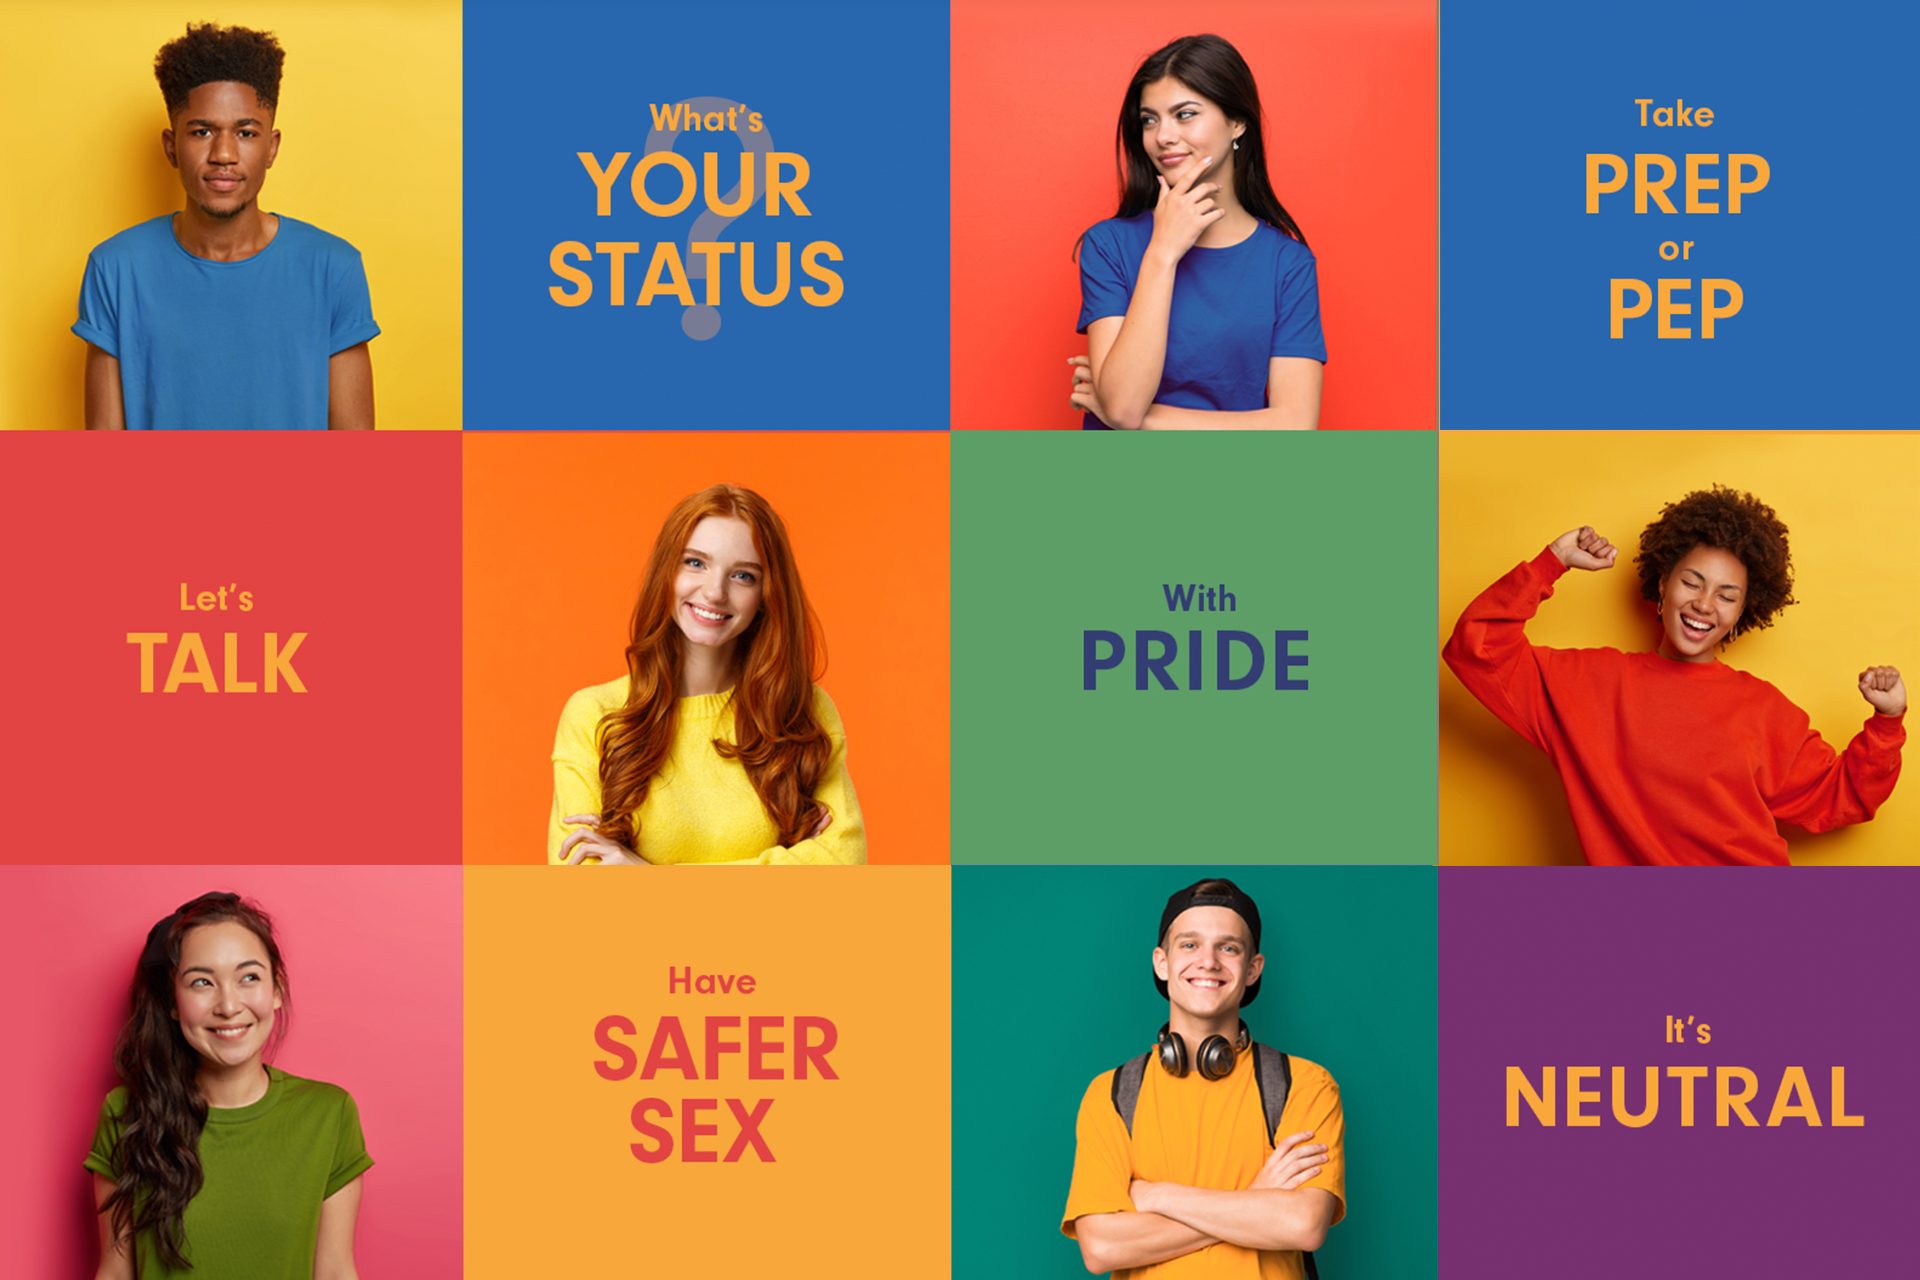 What's
YOUR
STATUS
?
Take
PREP
or
PEP
Let's
TALK
With
PRIDE
Have
SAFER
SEX
It's
NEUTRAL